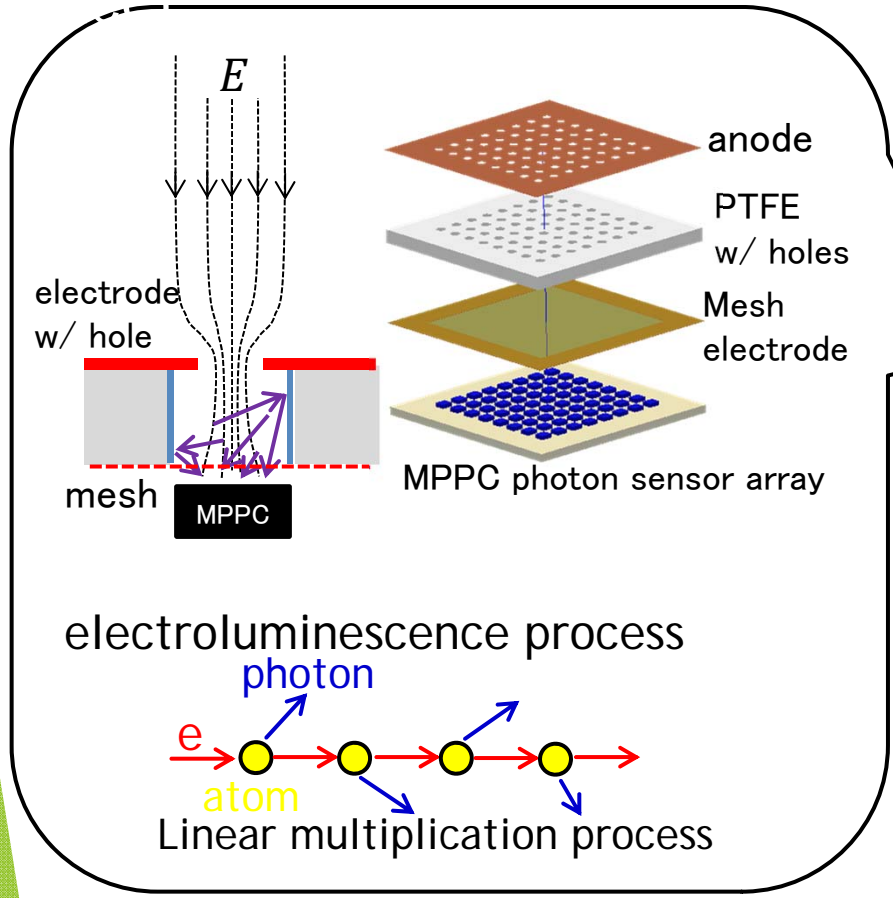 E
electrode
w/ hole
mesh
MPPC
anode
PTFE
w/ holes
Mesh
electrode
MPPC photon sensor array
electroluminescence process
photon
e
atom
Linear multiplication process